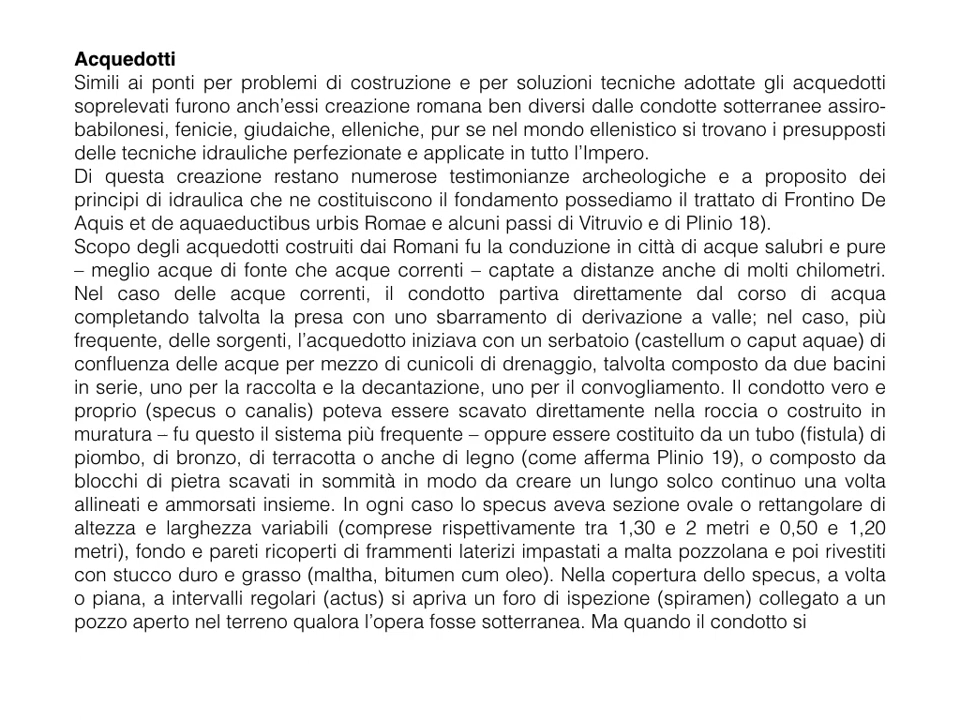 Acquedotti
Simili ai ponti per problemi di costruzione e per soluzioni tecniche adottate gli acquedotti
soprelevati furono anch’essi creazione romana ben diversi dalle condotte sotterranee assiro-
babilonesi, fenicie, giudaiche, elleniche, pur se nel mondo ellenistico si trovano i presupposti
delle tecniche idrauliche perfezionate e applicate in tutto l’Impero.
Di questa creazione restano numerose testimonianze archeologiche e a proposito dei
principi di idraulica che ne costituiscono il fondamento possediamo il trattato di Frontino De
Aquis et de aquaeductibus urbis Romae e alcuni passi di Vitruvio e di Plinio 18).
Scopo degli acquedotti costruiti dai Romani fu la conduzione in città di acque salubri e pure
– meglio acque di fonte che acque correnti – captate a distanze anche di molti chilometri.
Nel caso delle acque correnti, il condotto partiva direttamente dal corso di acqua
completando talvolta la presa con uno sbarramento di derivazione a valle; nel caso, più
frequente, delle sorgenti, l’acquedotto iniziava con un serbatoio (castellum o caput aquae) di
confluenza delle acque per mezzo di cunicoli di drenaggio, talvolta composto da due bacini
in serie, uno per la raccolta e la decantazione, uno per il convogliamento. Il condotto vero e
proprio (specus o canalis) poteva essere scavato direttamente nella roccia o costruito in
muratura – fu questo il sistema più frequente – oppure essere costituito da un tubo (fistula) di
piombo, di bronzo, di terracotta o anche di legno (come afferma Plinio 19), o composto da
blocchi di pietra scavati in sommità in modo da creare un lungo solco continuo una volta
allineati e ammorsati insieme. In ogni caso lo specus aveva sezione ovale o rettangolare di
altezza e larghezza variabili (comprese rispettivamente tra 1,30 e 2 metri e 0,50 e 1,20
metri), fondo e pareti ricoperti di frammenti laterizi impastati a malta pozzolana e poi rivestiti
con stucco duro e grasso (maltha, bitumen cum oleo). Nella copertura dello specus, a volta
o piana, a intervalli regolari (actus) si apriva un foro di ispezione (spiramen) collegato a un
pozzo aperto nel terreno qualora l’opera fosse sotterranea. Ma quando il condotto si